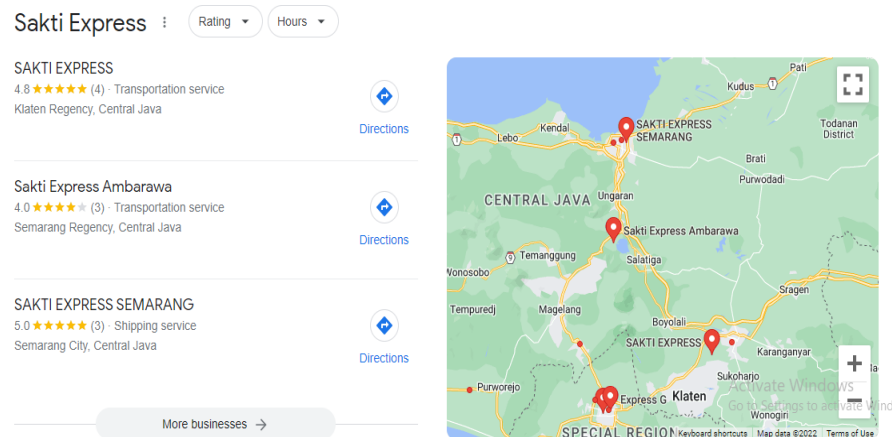 Sakti Express
Rating
Hours
SAKTI EXPRESS
4.8 (4) · Transportation service
Klaten Regency, Central Java
Directions
Sakti Express Ambarawa
4.0 (3) · Transportation service
Semarang Regency, Central Java
Directions
SAKTI EXPRESS SEMARANG
5.0 (3) · Shipping service
Semarang City, Central Java
Directions
More businesses
Pati
Kudus
1
Todanan
District
SAKTI EXPRESS
SEMARANG
Kendal
1
Lebo
Brati
Purwodadi
Ungaran
CENTRAL JAVA
Sakti Express Ambarawa
9
Temanggung
Salatiga
Wonosobo
Sragen
Tempuredj
Magelang
Boyolali
SAKTI EXPRESS
Karanganyar
Sukoharjo
Purworejo
Express G
Klaten
Wonogiri
SPECIAL REGION
Activate Windows
Go to Settings to activate Wind
Keyboard shortcuts
Map data ©2022
Terms of Use